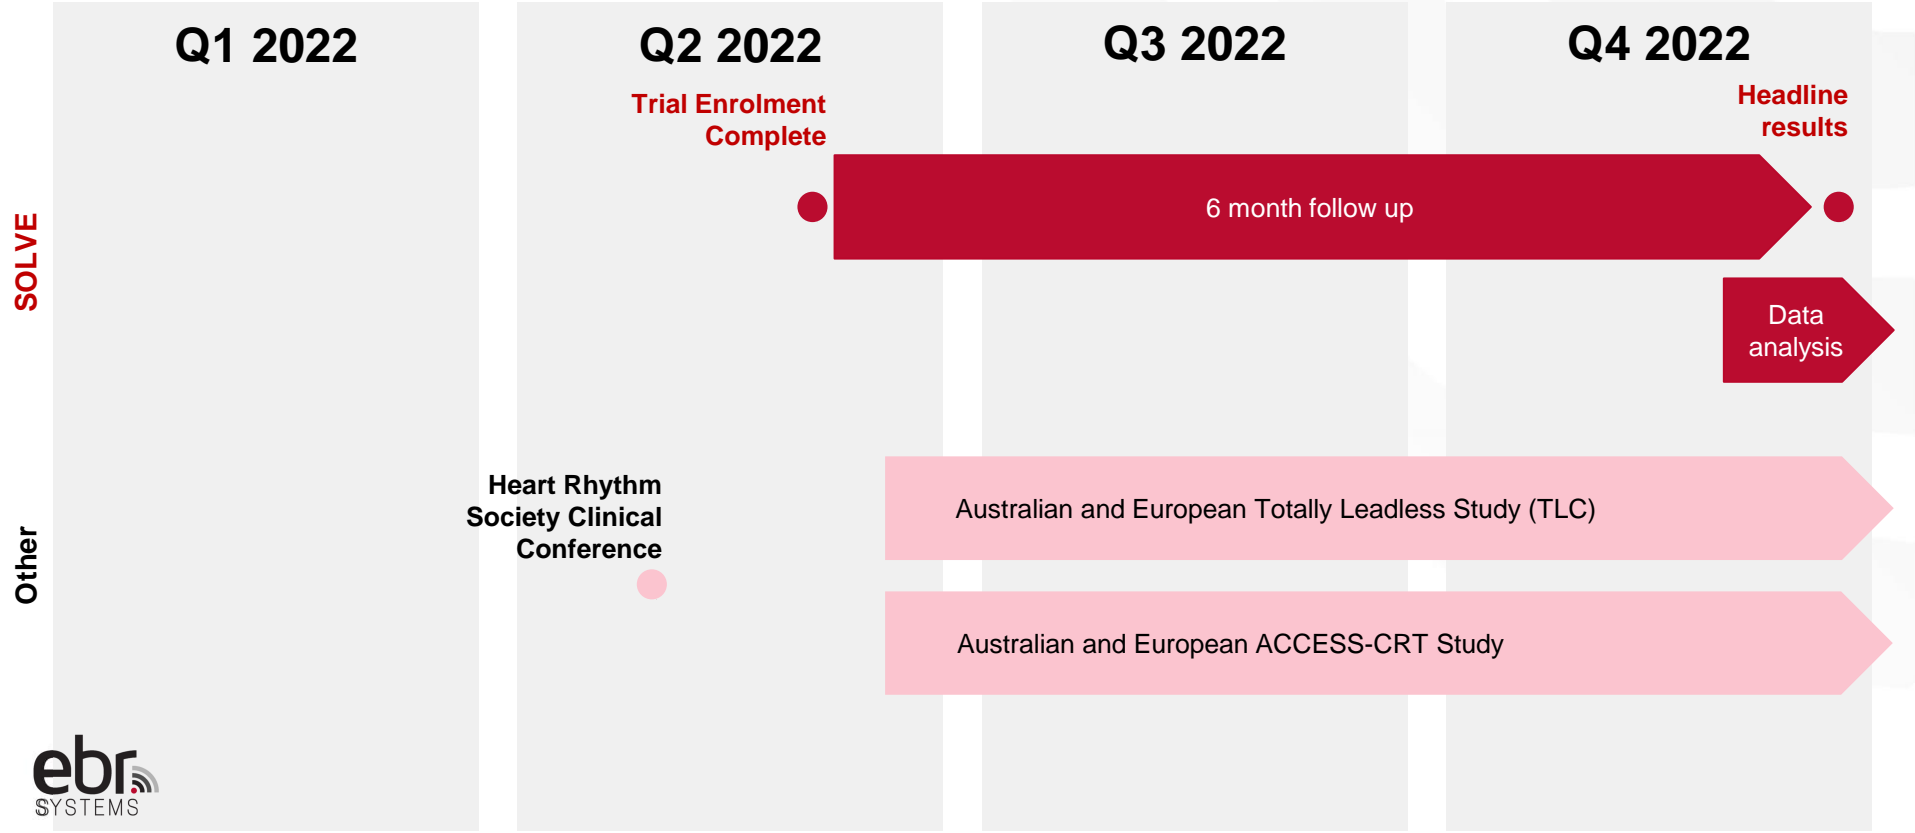 Q1 2022
Q2 2022
Q3 2022
Q4 2022
Trial Enrolment
Complete
Headline
results
SOLVE
6 month follow up
Data
analysis
Other
Heart Rhythm
Society Clinical
Conference
Australian and European Totally Leadless Study (TLC)
Australian and European ACCESS-CRT Study
ebr
SYSTEMS